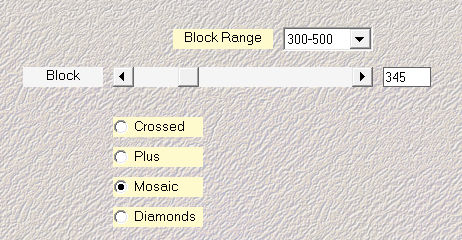 Block Range 300-500
Block 345
Crossed
Plus
Mosaic
Diamonds